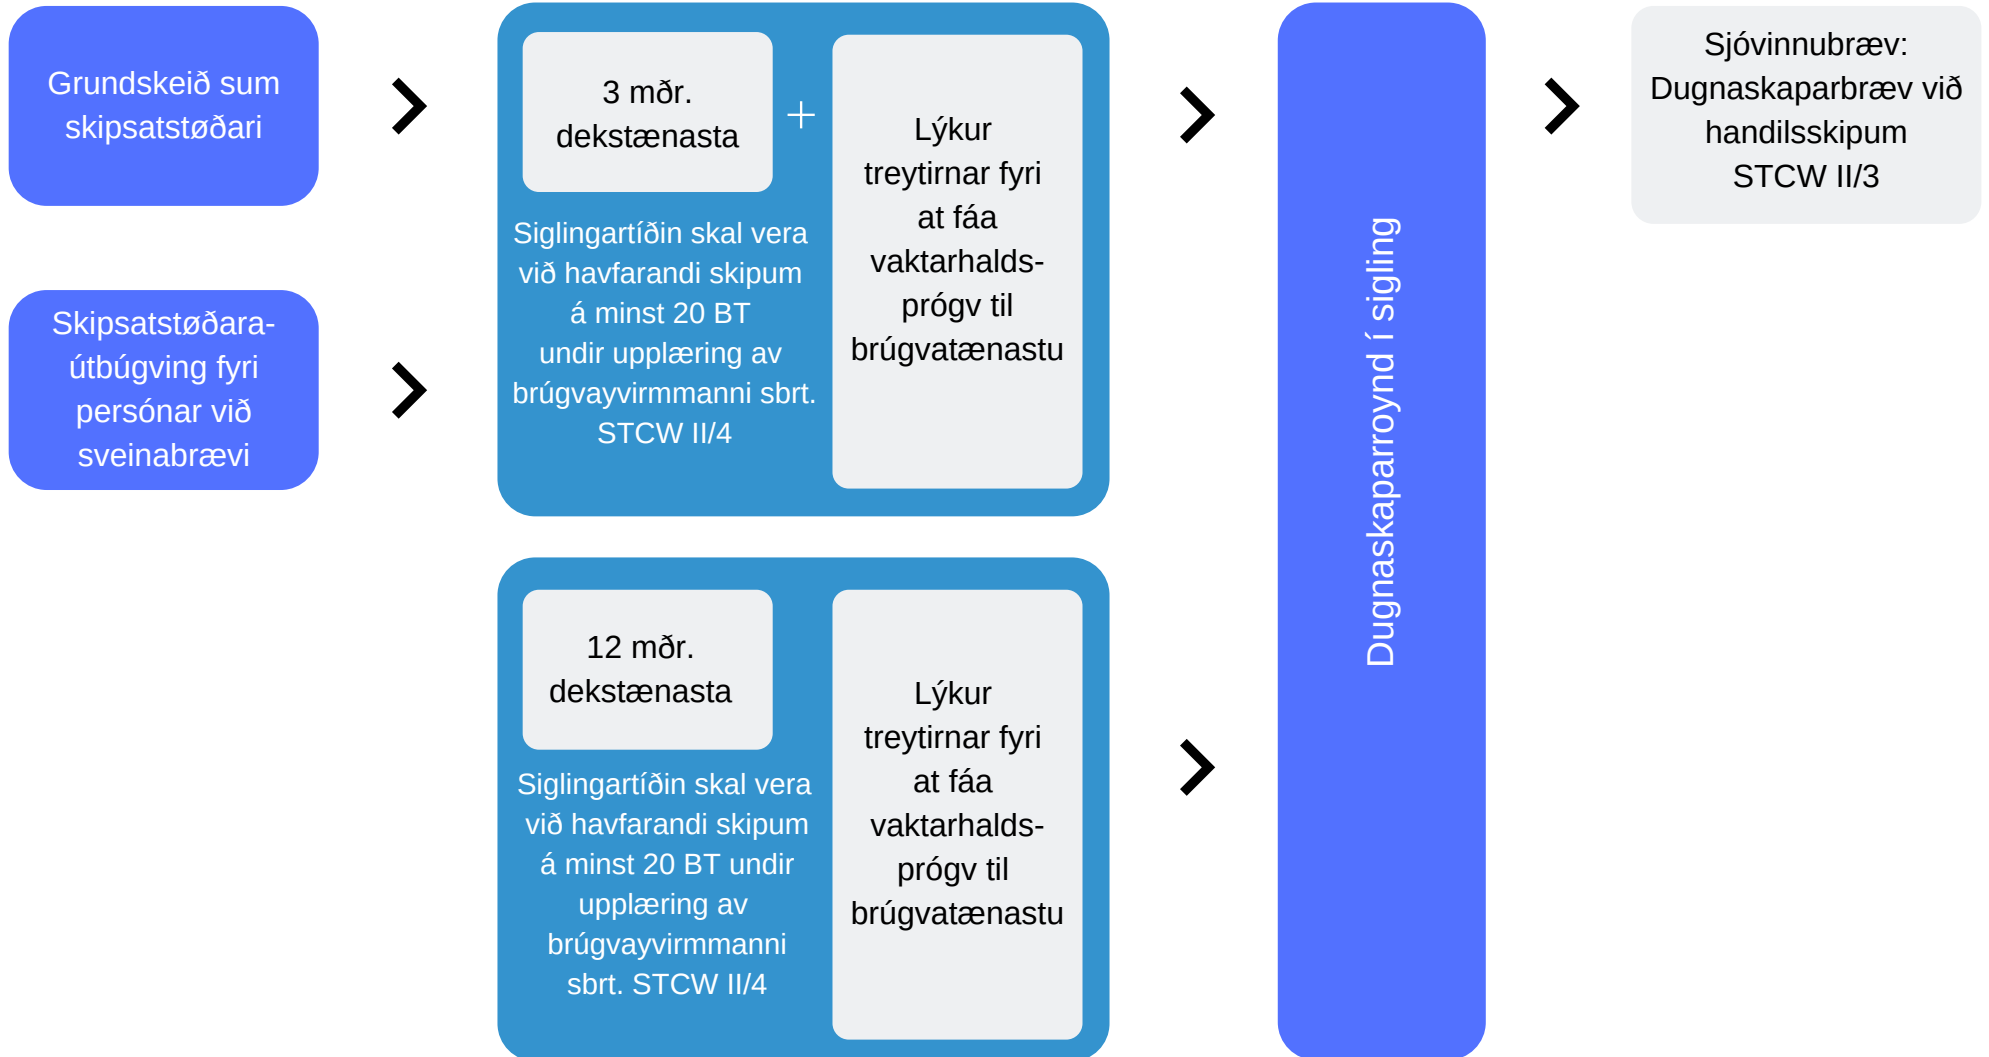 Grundskeið sum
skipsatstøðari
Skipsatstøðara-
útbúgving fyri
persónar við
sveinabrævi
3 mðr.
dekstænasta
+
Siglingartíðin skal vera
við havfarandi skipum
á minst 20 BT
undir upplæring av
brúgvayvirmmanni sbrt.
STCW II/4
Lýkur
treytirnar fyri
at fáa
vaktarhalds-
prógv til
brúgvatænastu
12 mðr.
dekstænasta
Siglingartíðin skal vera
við havfarandi skipum
á minst 20 BT undir
upplæring av
brúgvayvirmmanni
sbrt. STCW II/4
Lýkur
treytirnar fyri
at fáa
vaktarhalds-
prógv til
brúgvatænastu
Dugnaskaparroynd í sigling
Sjóvinnubræv:
Dugnaskaparbræv við
handilsskipum
STCW II/3